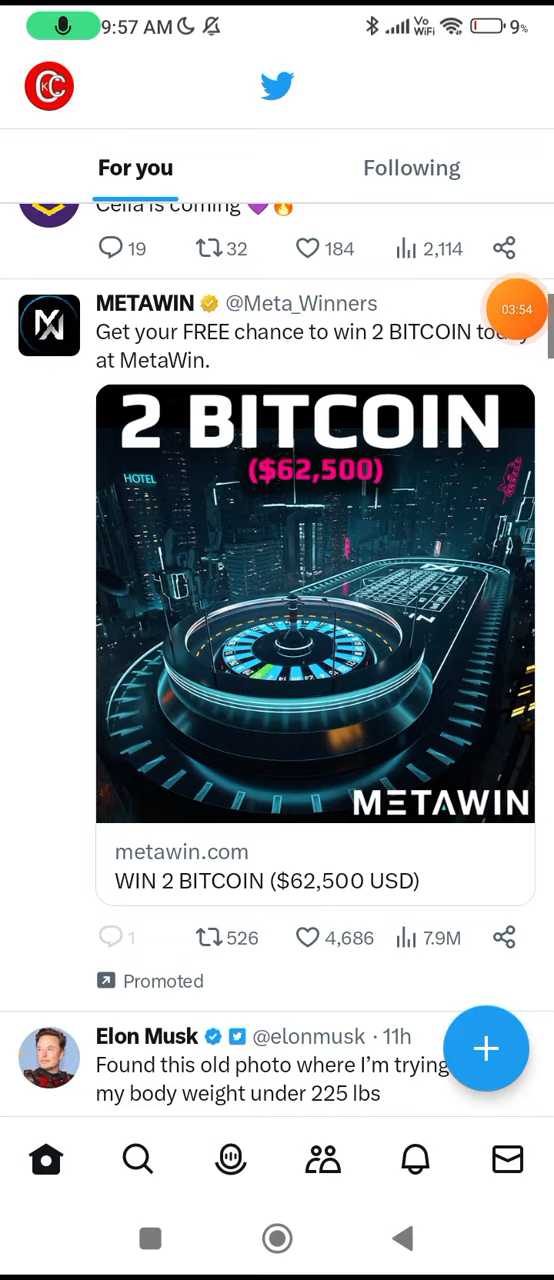 9:57 AM
Vo
WiFi
9%
CKC
For you
Following
Celia is coming 💜🔥
19
32
184
2,114
METAWIN @Meta_Winners
03:54
Get your FREE chance to win 2 BITCOIN
at MetaWin.
2 BITCOIN
($62,500)
HOTEL
METAWIN
metawin.com
WIN 2 BITCOIN ($62,500 USD)
1
526
4,686
7.9M
Promoted
Elon Musk @elonmusk · 11h
Found this old photo where I'm trying
my body weight under 225 lbs